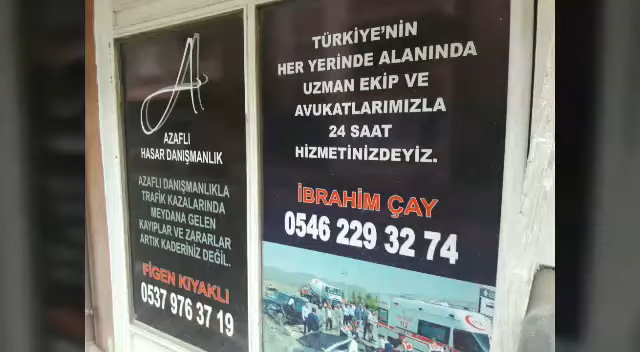 AZAFLI
HASAR DANIŞMANLIK
AZAFLI DANIŞMANLIKLA
TRAFİK KAZALARINDA
MEYDANA GELEN
KAYIPLAR VE ZARARLAR
ARTIK KADERİNİZ DEĞİL.
FİGEN KIYAKLI
0537 976 37 19
TÜRKİYE'NİN
HER YERİNDE ALANINDA
UZMAN EKİP VE
AVUKATLARIMIZLA
24 SAAT
HİZMETİNİZDEYİZ.
İBRAHİM ÇAY
0546 229 32 74